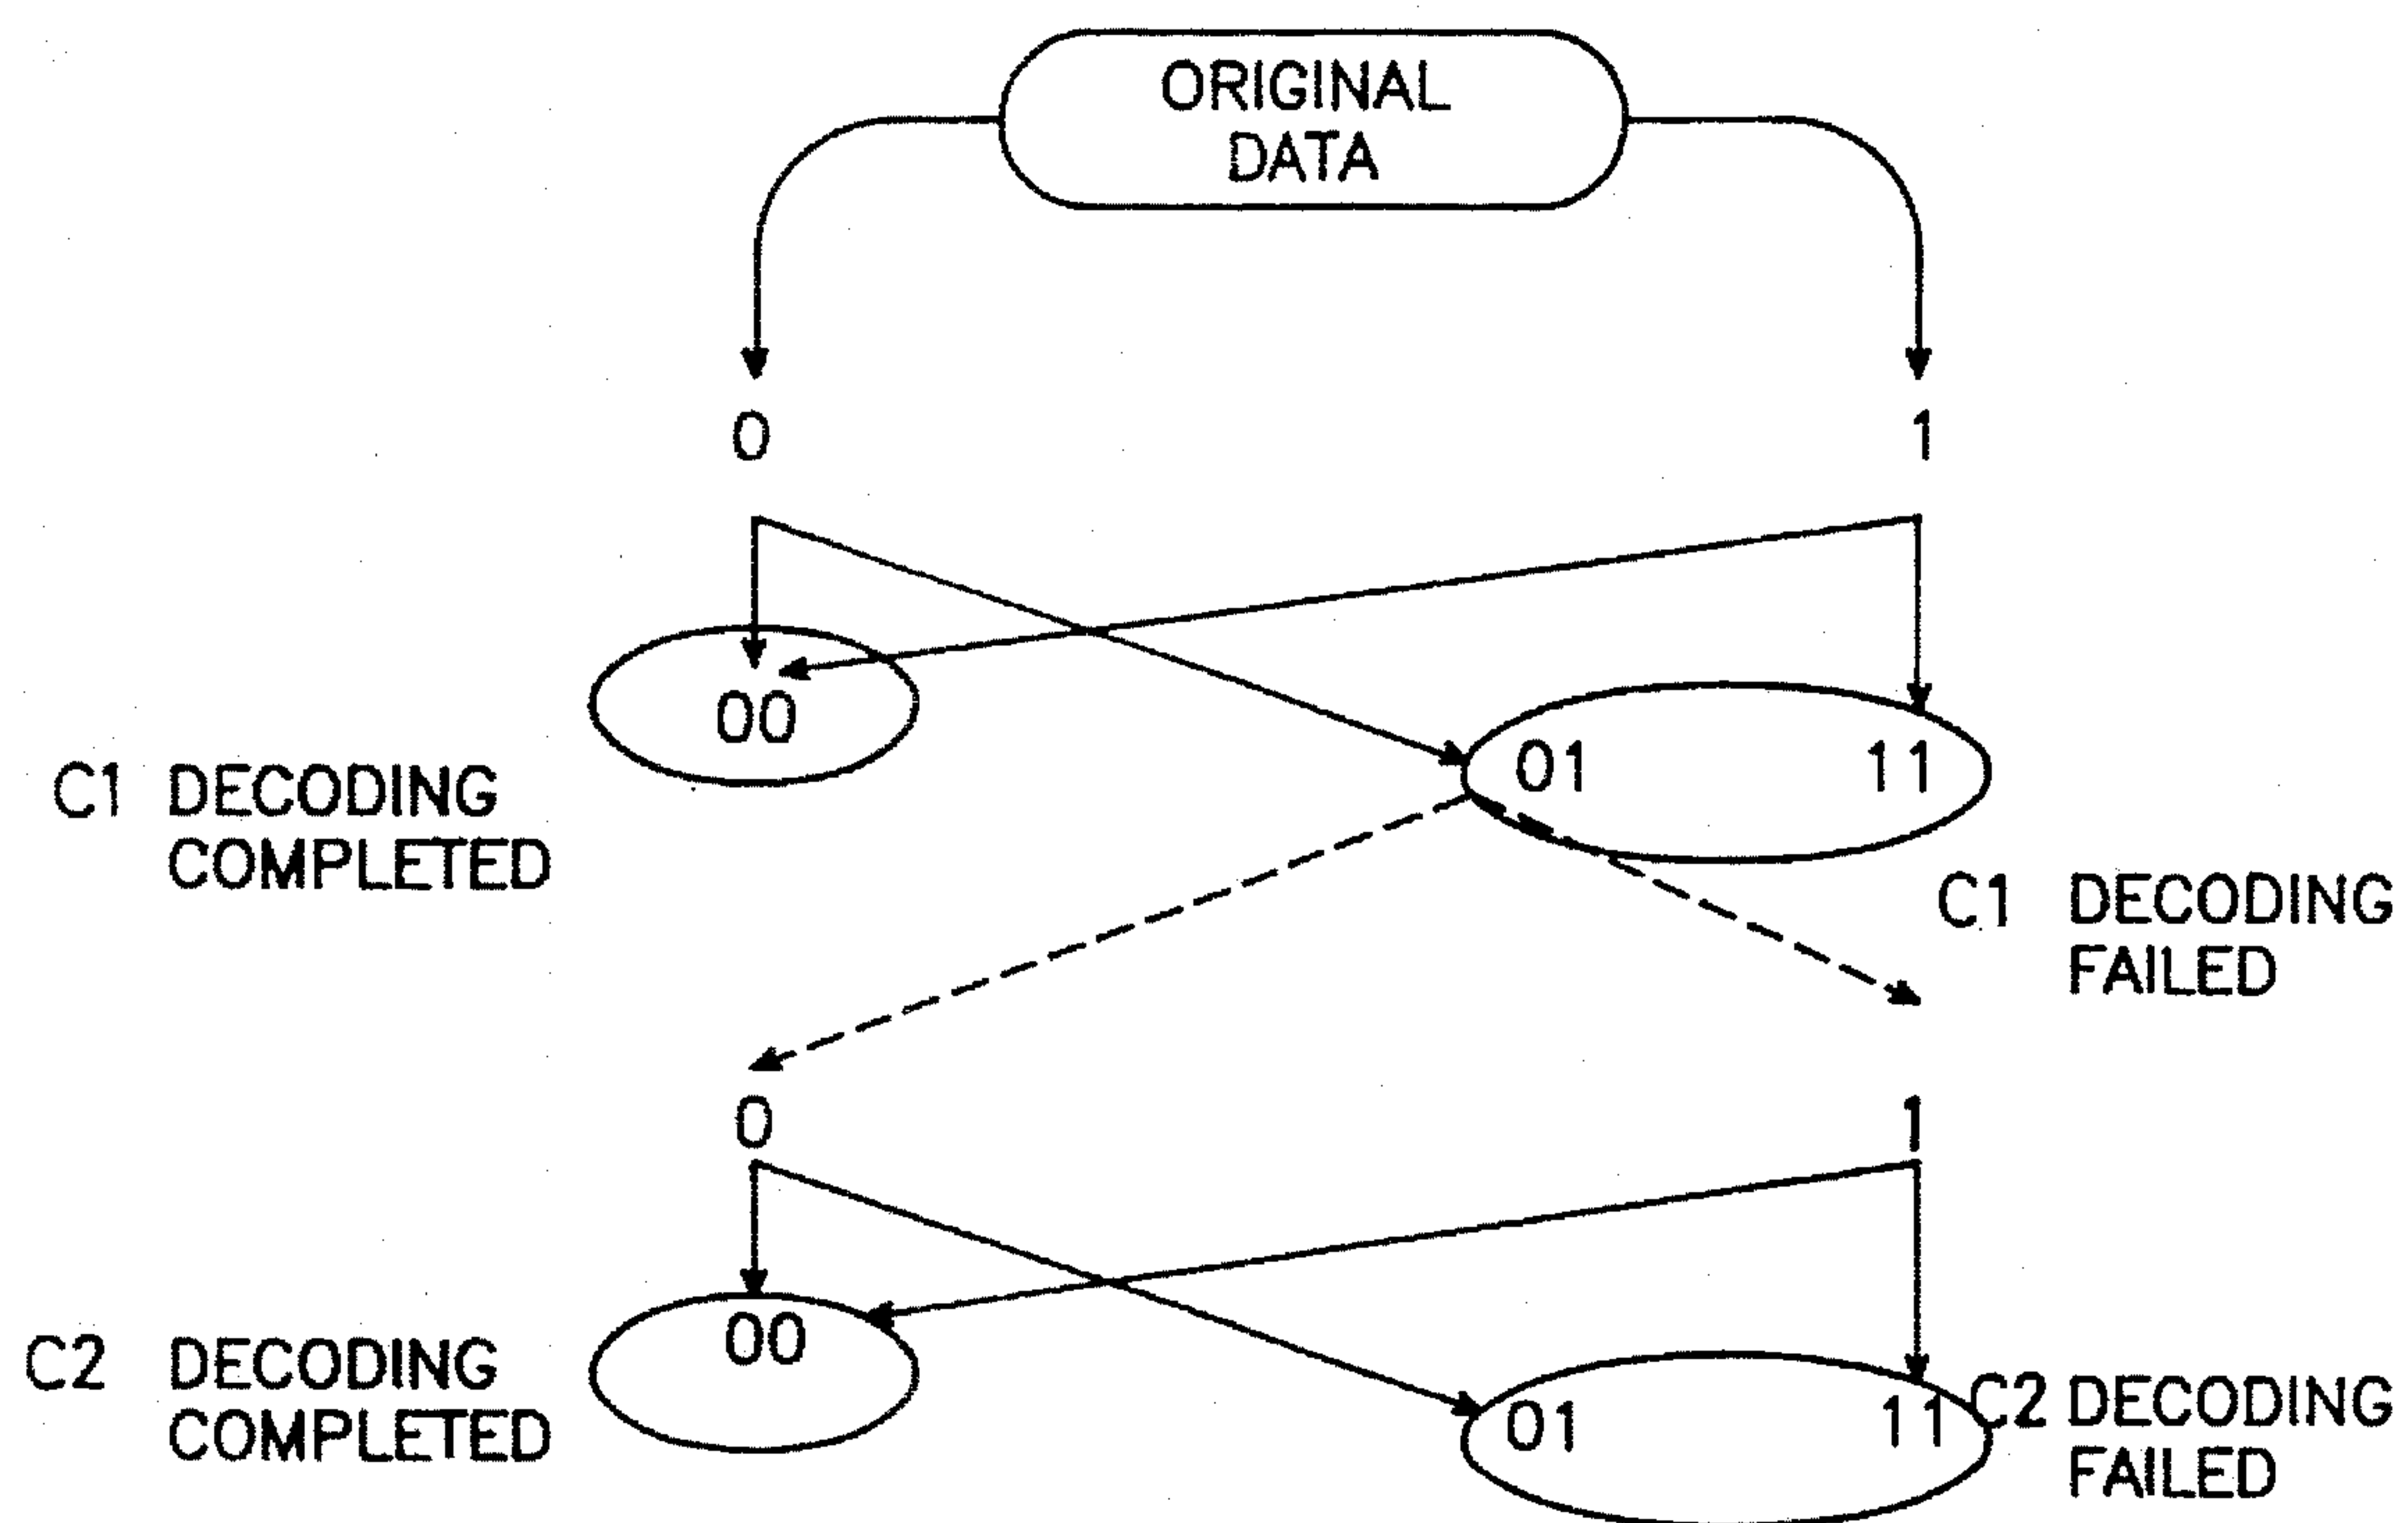 ORIGINAL
DATA
0 1
00
01 11
C1 DECODING
COMPLETED
C1 DECODING
FAILED
0 1
00
01 11
C2 DECODING
COMPLETED
C2 DECODING
FAILED